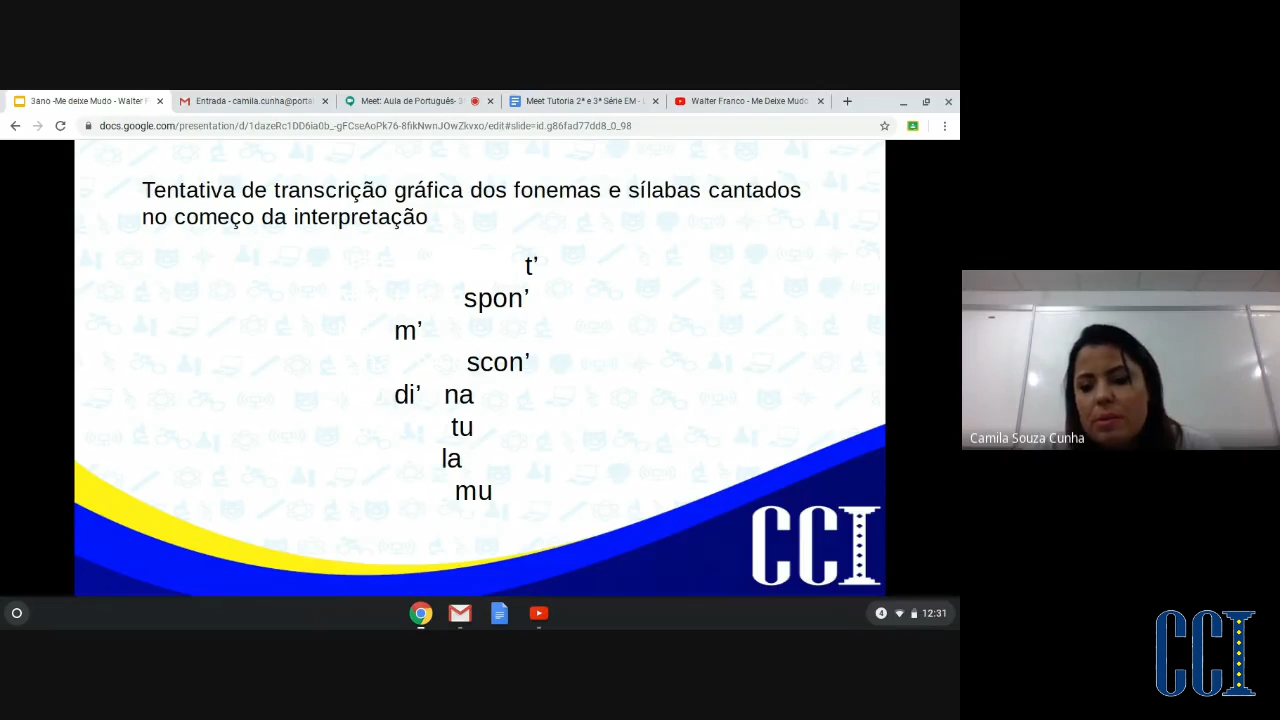 3ano -Me deixe Mudo - Walter F
Entrada - camila.cunha@portal
Meet: Aula de Português- 3ª
Meet Tutoria 2ª e 3ª Série EM - L
Walter Franco - Me Deixe Mudo
docs.google.com/presentation/d/1dazeRc1DD6ia0b_-gFCseAoPk76-8fikNwnJOwZkvxo/edit#slide=id.g86fad77dd8_0_98
Tentativa de transcrição gráfica dos fonemas e sílabas cantados
no começo da interpretação
t’
spon’
m’
scon’
di’ na
tu
la
mu
CCI
4 12:31
Camila Souza Cunha
CCI